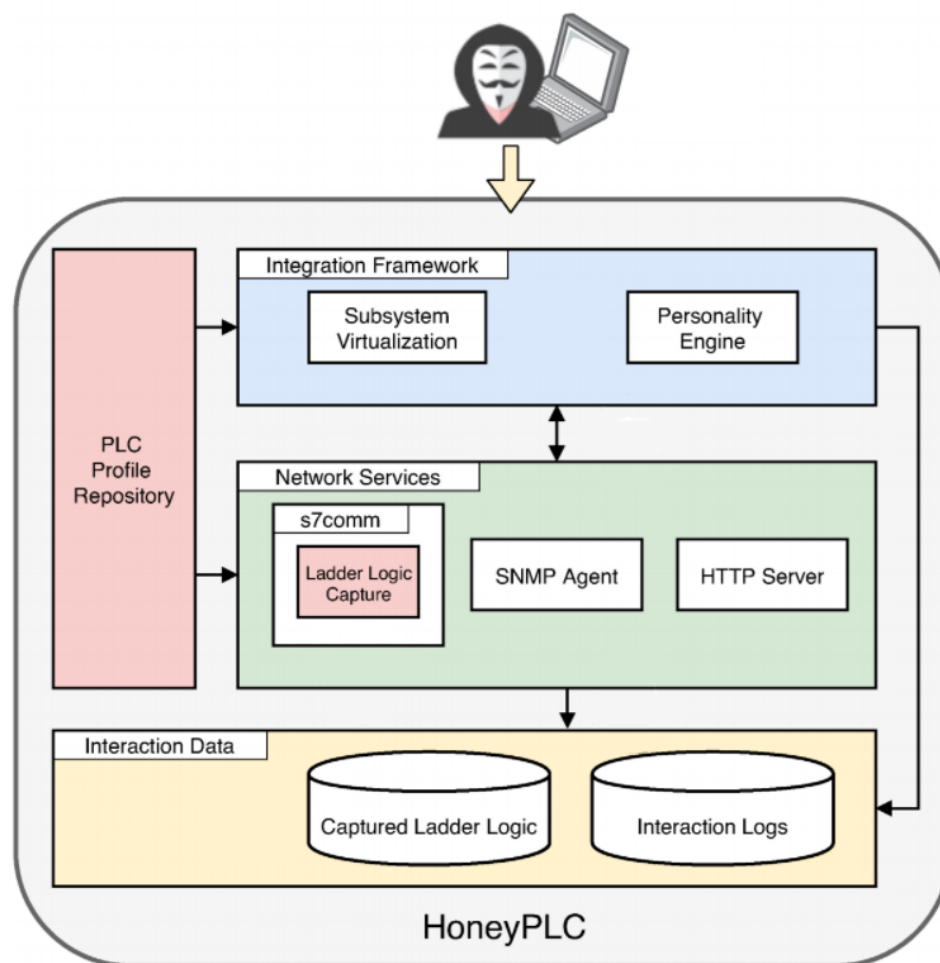 Integration Framework
Subsystem
Virtualization
Personality
Engine
PLC
Profile
Repository
Network Services
s7comm
Ladder Logic
Capture
SNMP Agent
HTTP Server
Interaction Data
Captured Ladder Logic
Interaction Logs
HoneyPLC